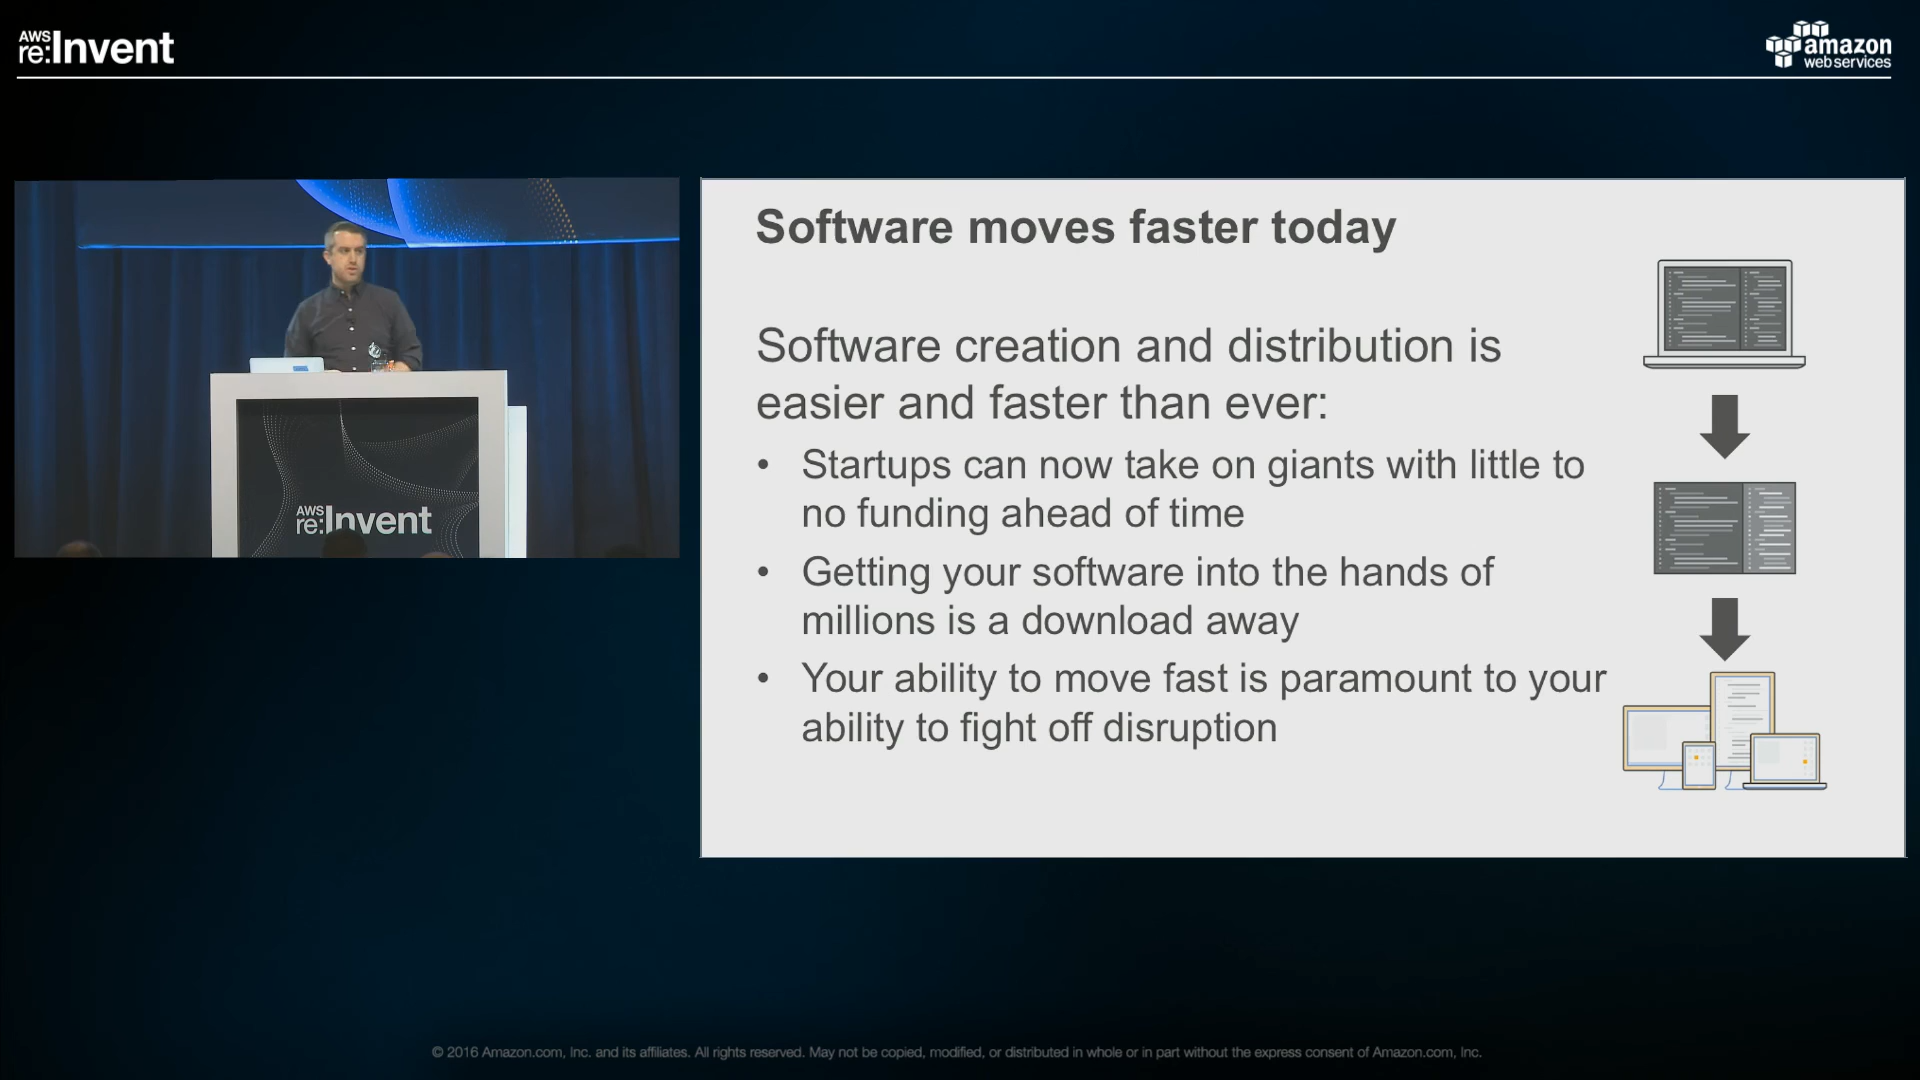 AWS
re:Invent
amazon
webservices
Software moves faster today
Software creation and distribution is
easier and faster than ever:
• Startups can now take on giants with little to
no funding ahead of time
• Getting your software into the hands of
millions is a download away
• Your ability to move fast is paramount to your
ability to fight off disruption
AWS
re:Invent
© 2016 Amazon.com, Inc. and its affiliates. All rights reserved. May not be copied, modified, or distributed in whole or in part without the express consent of Amazon.com, Inc.